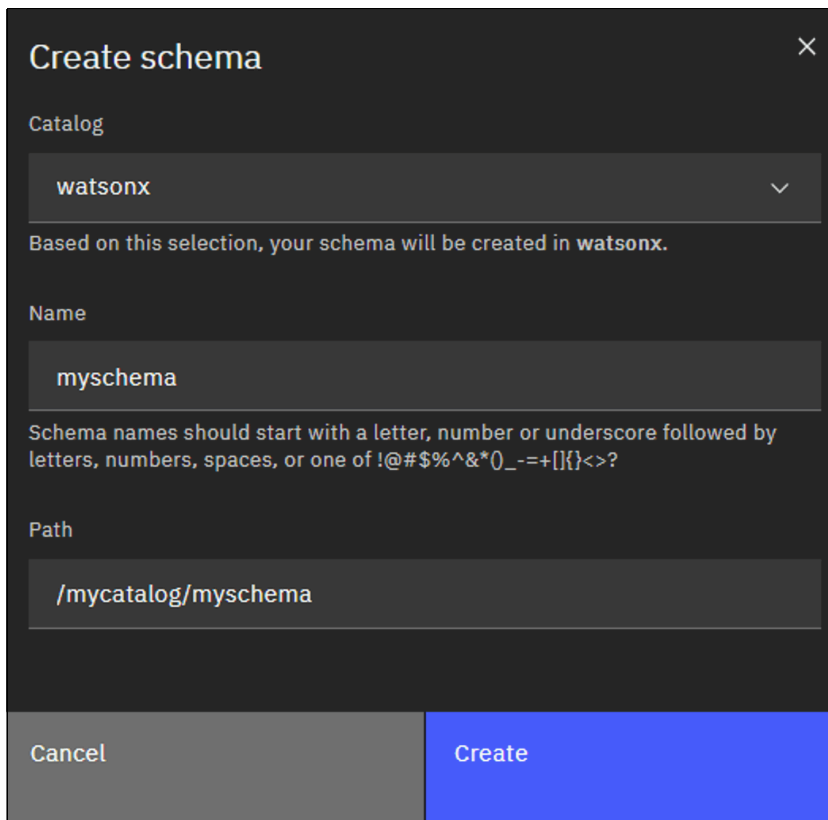 Create schema
Catalog
watsonx
Based on this selection, your schema will be created in watsonx.
Name
myschema
Schema names should start with a letter, number or underscore followed by
letters, numbers, spaces, or one of !@#$%^&*()_-=+[]{}<>?
Path
/mycatalog/myschema
Cancel
Create